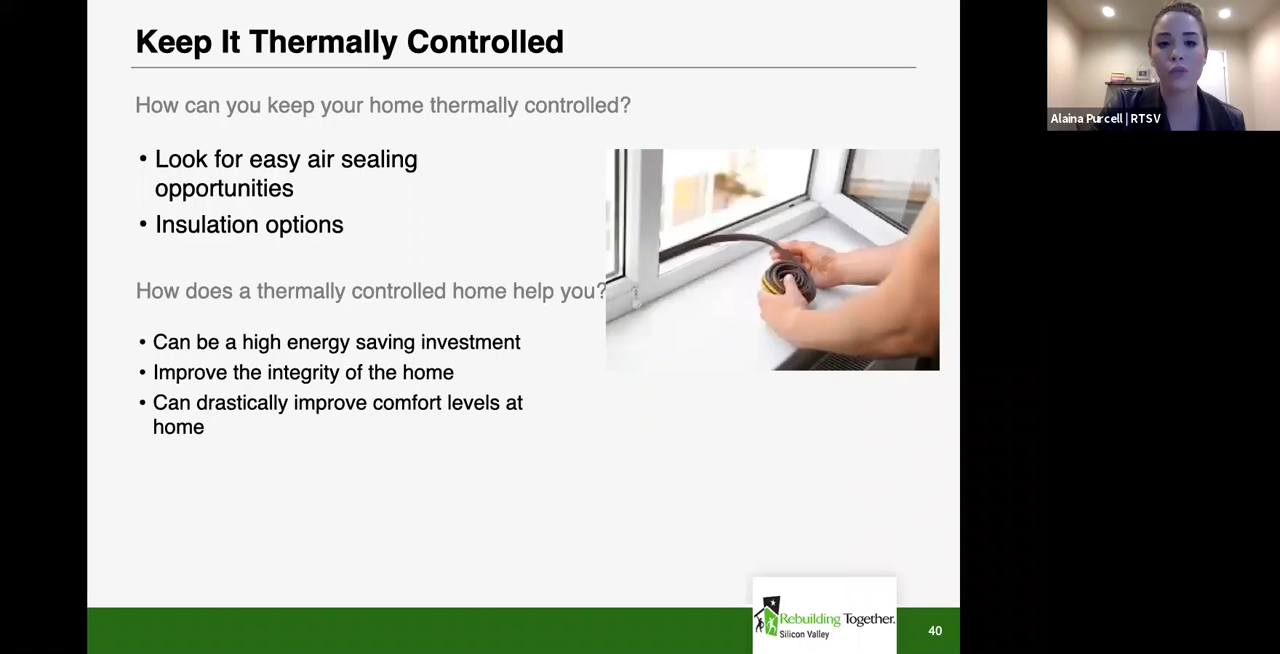 Keep It Thermally Controlled
How can you keep your home thermally controlled?
• Look for easy air sealing
opportunities
• Insulation options
How does a thermally controlled home help you?
• Can be a high energy saving investment
• Improve the integrity of the home
• Can drastically improve comfort levels at
home
Rebuilding Together.
Silicon Valley
40
Alaina Purcell | RTSV